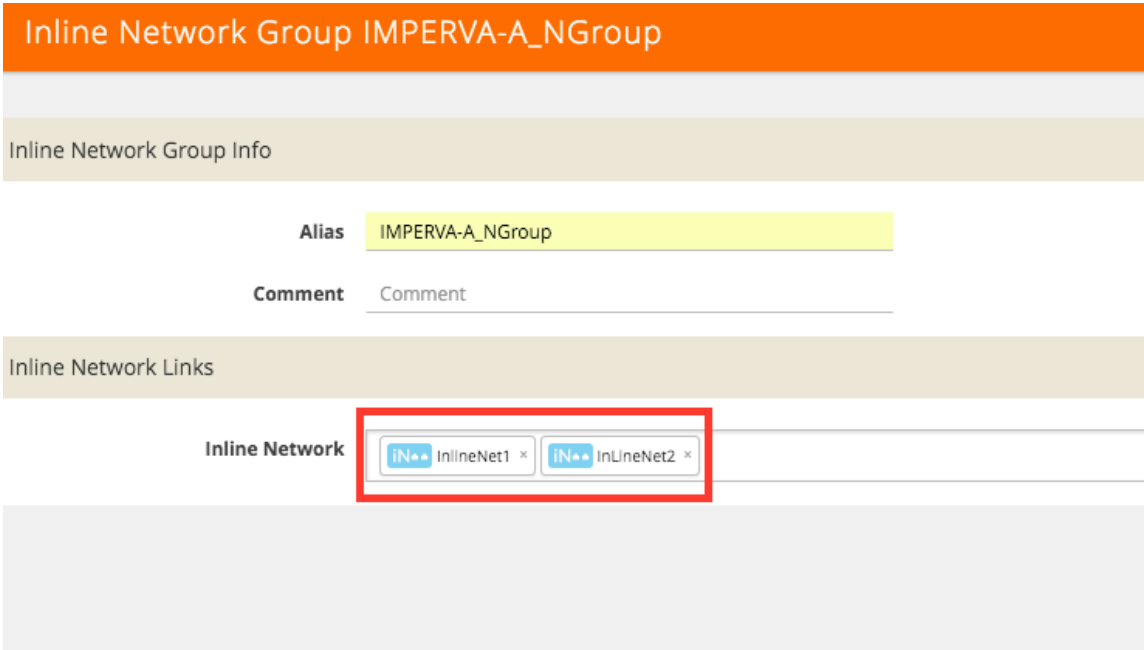 Inline Network Group IMPERVA-A_NGroup
Inline Network Group Info
Alias IMPERVA-A_NGroup
Comment Comment
Inline Network Links
Inline Network iN InlineNet1 × iN InLineNet2 ×